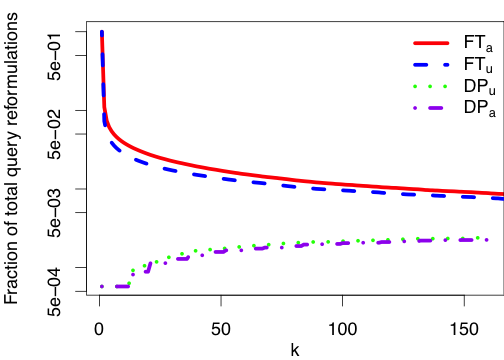 Fraction of total query reformulations
5e-01
5e-02
5e-03
5e-04
FTa
FTu
DPu
DPa
0 50 100 150
k